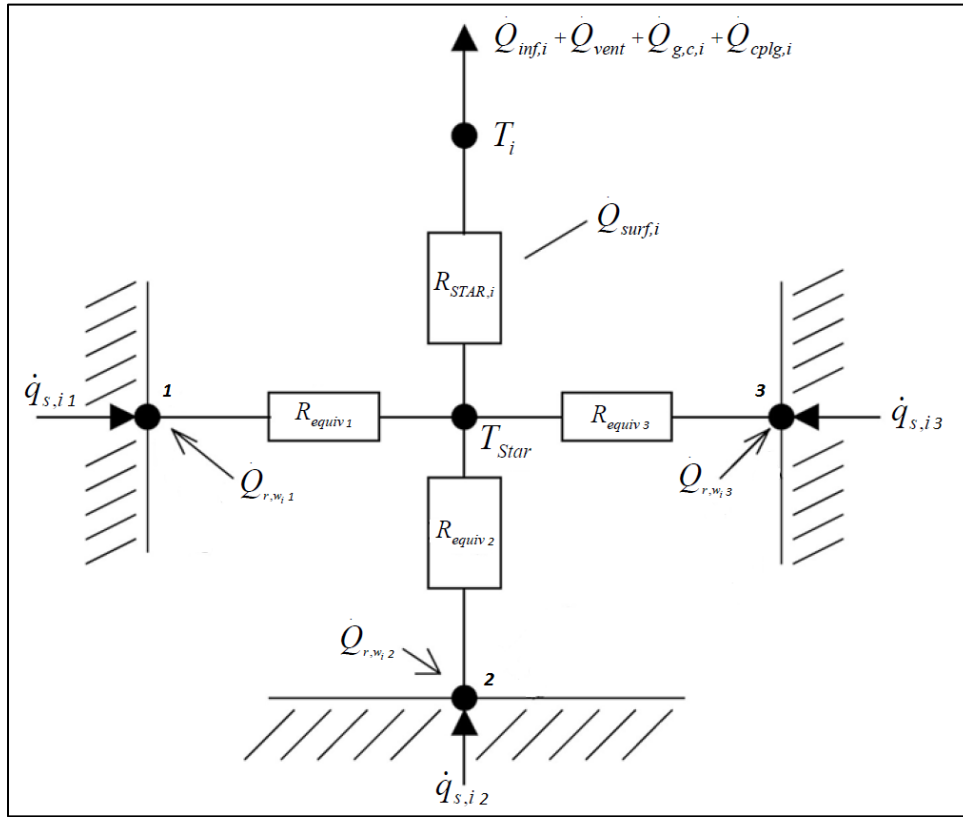 Q̇inf,i + Q̇vent + Q̇g,c,i + Q̇cplg,i
Ti
Q̇surf,i
RSTAR,i
q̇s,i 1
1
Requiv 1
TStar
Requiv 3
3
q̇s,i 3
Q̇r,wi 1
Q̇r,wi 3
Requiv 2
Q̇r,wi 2
2
q̇s,i 2